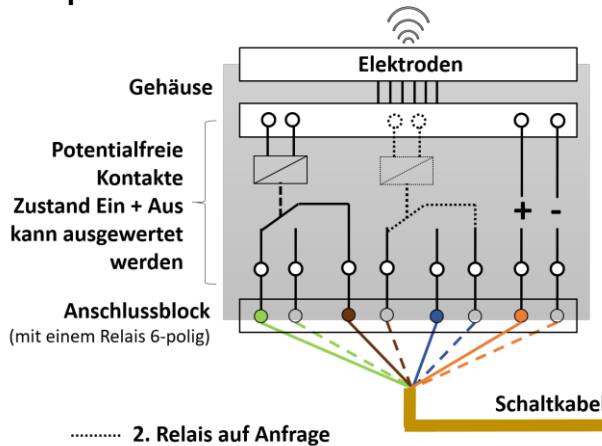 Elektroden
Gehäuse
Potentialfreie
Kontakte
Zustand Ein + Aus
kann ausgewertet
werden
+ -
Anschlussblock
(mit einem Relais 6-polig)
Schaltkabel
2. Relais auf Anfrage